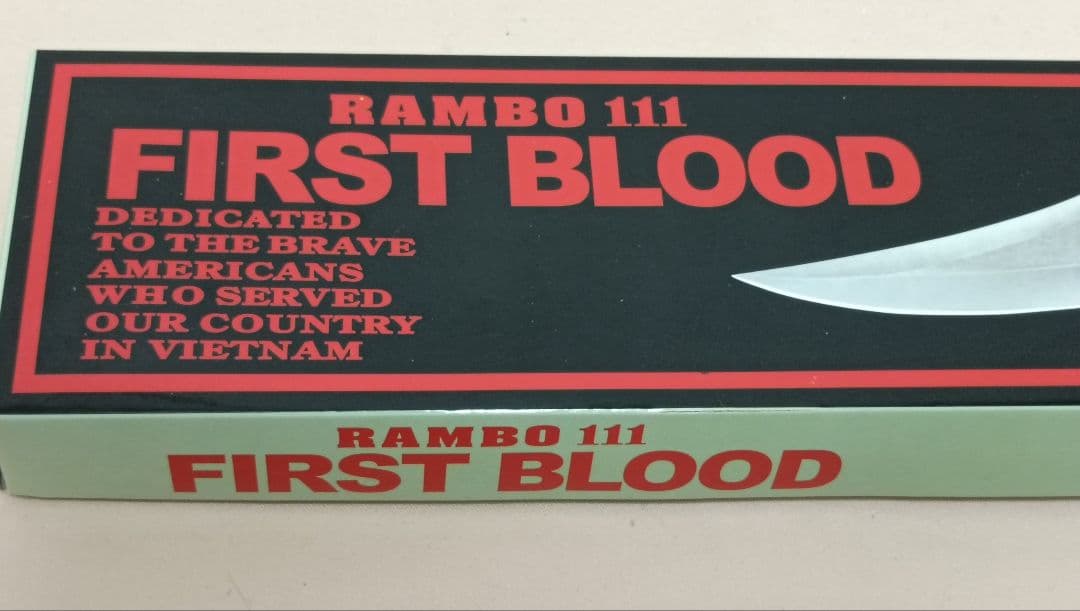 RAMBO 111
FIRST BLOOD
DEDICATED
TO THE BRAVE
AMERICANS
WHO SERVED
OUR COUNTRY
IN VIETNAM
RAMBO 111
FIRST BLOOD